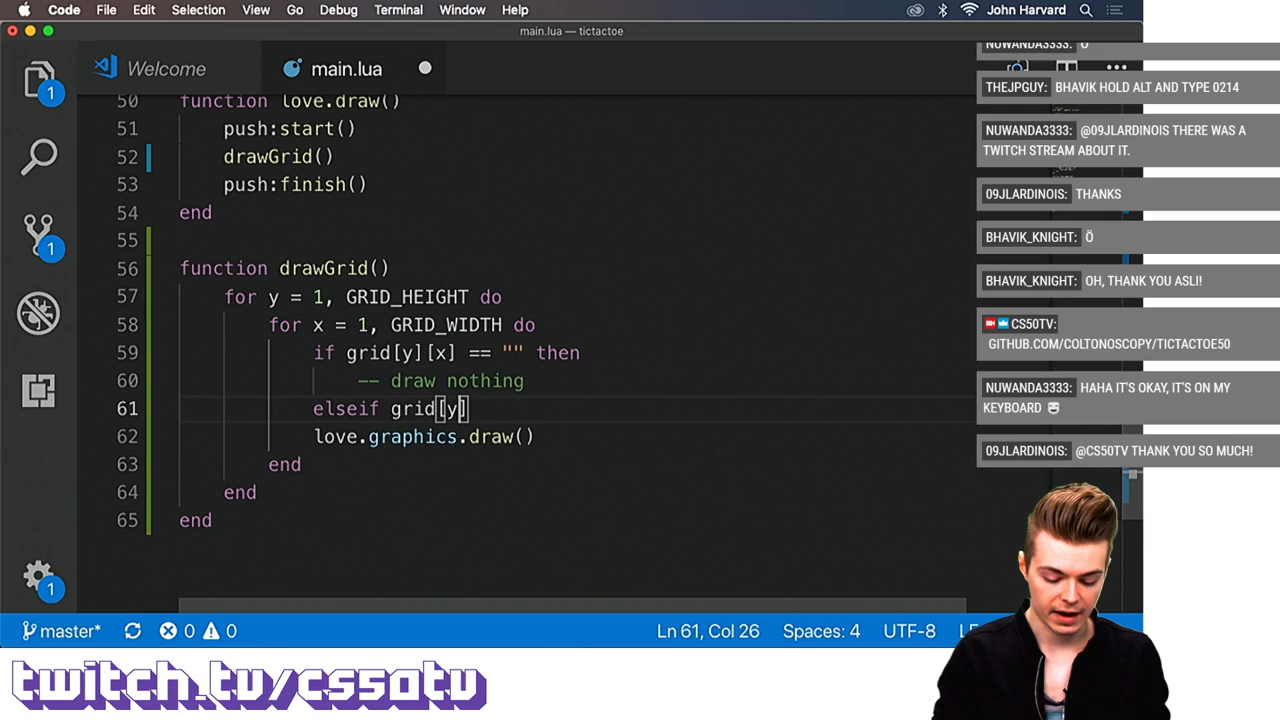 Code File Edit Selection View Go Debug Terminal Window Help John Harvard
main.lua — tictactoe
Welcome
main.lua
1
1
1
50 function love.draw()
51 push:start()
52 drawGrid()
53 push:finish()
54 end
55
56 function drawGrid()
57 for y = 1, GRID_HEIGHT do
58 for x = 1, GRID_WIDTH do
59 if grid[y][x] == "" then
60 -- draw nothing
61 elseif grid[y]
62 love.graphics.draw()
63 end
64 end
65 end
master* 0 0 Ln 61, Col 26 Spaces: 4 UTF-8
NUWANDA3333: Ö
THEJPGUY: BHAVIK HOLD ALT AND TYPE 0214
NUWANDA3333: @09JLARDINOIS THERE WAS A
TWITCH STREAM ABOUT IT.
09JLARDINOIS: THANKS
BHAVIK_KNIGHT: Ö
BHAVIK_KNIGHT: OH, THANK YOU ASLI!
CS50TV:
GITHUB.COM/COLTONOSCOPY/TICTACTOE50
NUWANDA3333: HAHA IT'S OKAY, IT'S ON MY
KEYBOARD
09JLARDINOIS: @CS50TV THANK YOU SO MUCH!
twitch.tv/cs50tv